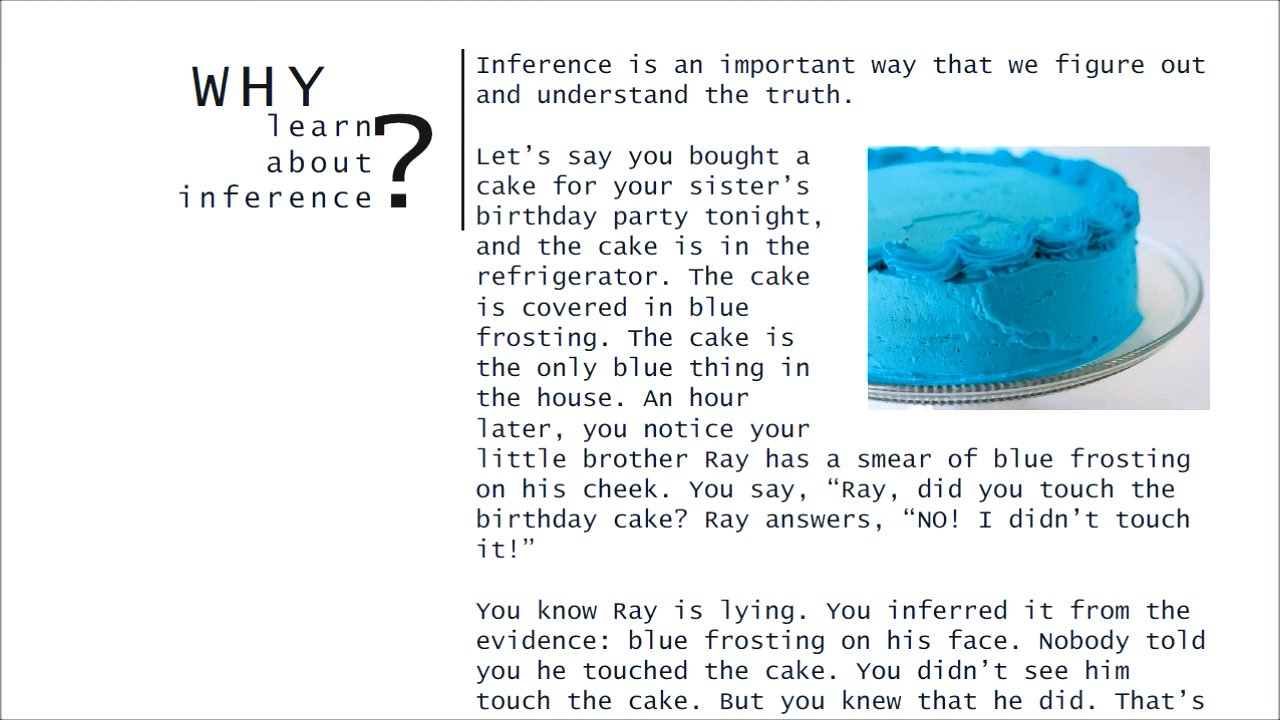 WHY
learn
about
inference
?
Inference is an important way that we figure out
and understand the truth.
Let’s say you bought a
cake for your sister’s
birthday party tonight,
and the cake is in the
refrigerator. The cake
is covered in blue
frosting. The cake is
the only blue thing in
the house. An hour
later, you notice your
little brother Ray has a smear of blue frosting
on his cheek. You say, “Ray, did you touch the
birthday cake? Ray answers, “NO! I didn’t touch
it!”
You know Ray is lying. You inferred it from the
evidence: blue frosting on his face. Nobody told
you he touched the cake. You didn’t see him
touch the cake. But you knew that he did. That’s